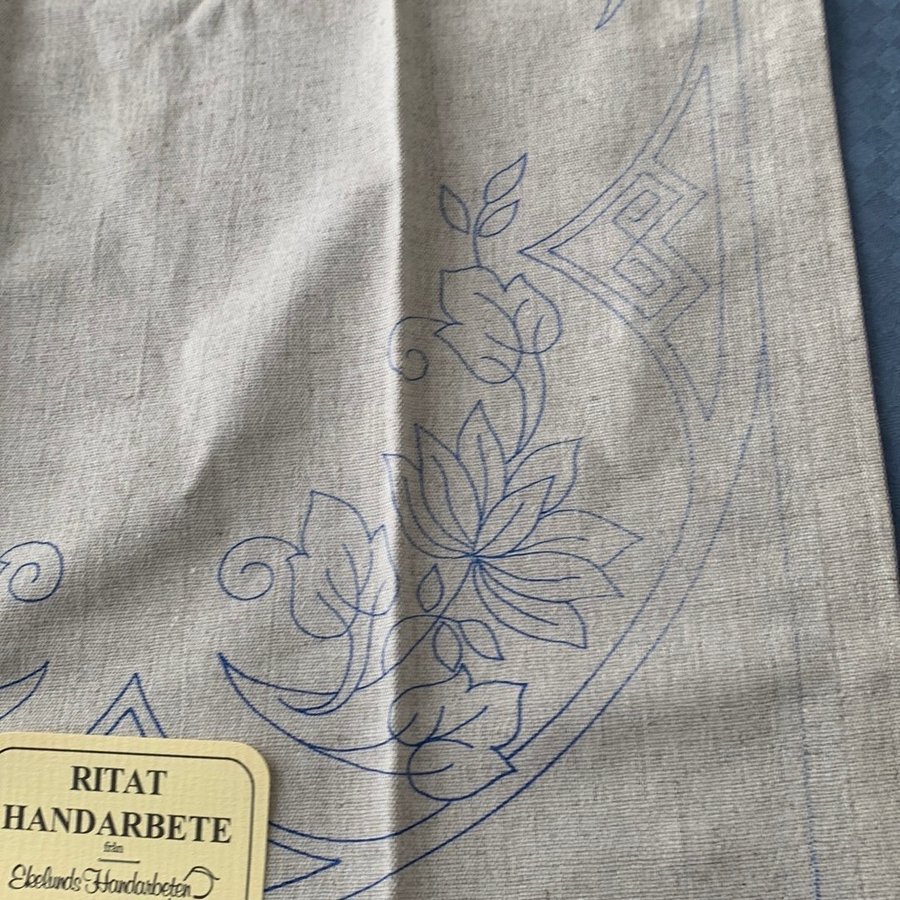 RITAT
HANDARBETE
från
Ekelunds Handarbeten